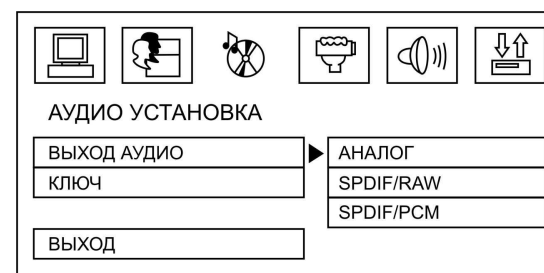 АУДИО УСТАНОВКА
ВЫХОД АУДИО
АНАЛОГ
КЛЮЧ
SPDIF/RAW
SPDIF/PCM
ВЫХОД